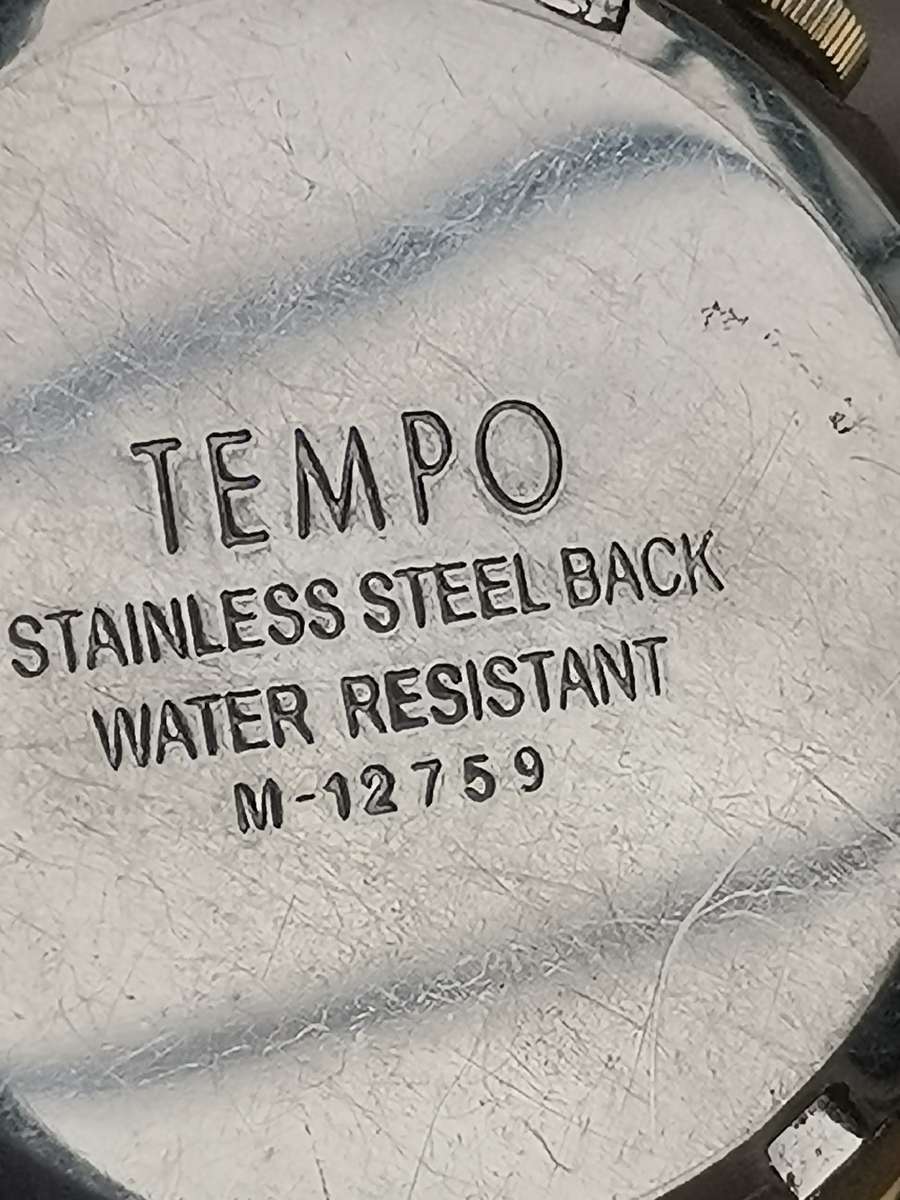 TEMPO
STAINLESS STEEL BACK
WATER RESISTANT
M-12759